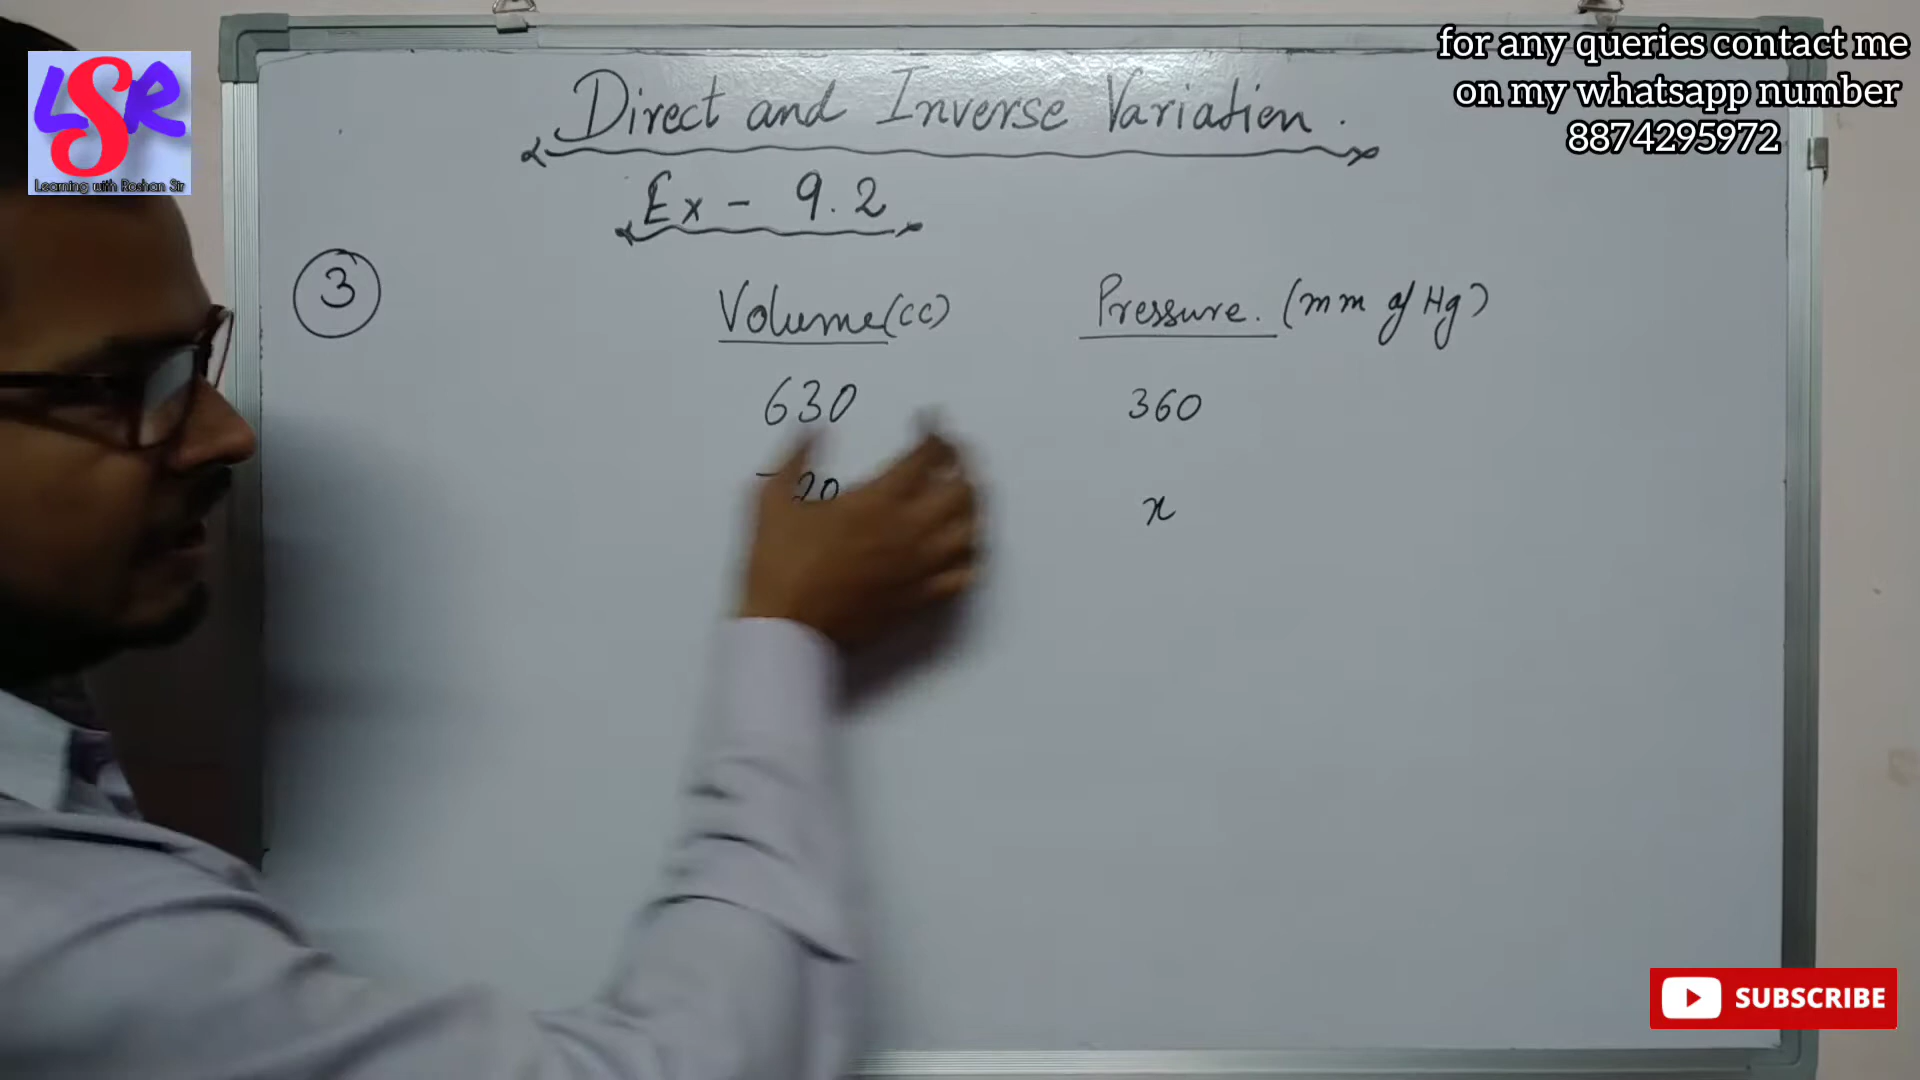 for any queries contact me
on my whatsapp number
8874295972
LSR
Learning with Roshan Sir
Direct and Inverse Variation.
Ex - 9.2
3
Volume(cc) Pressure. (mm of Hg)
630 360
x
SUBSCRIBE